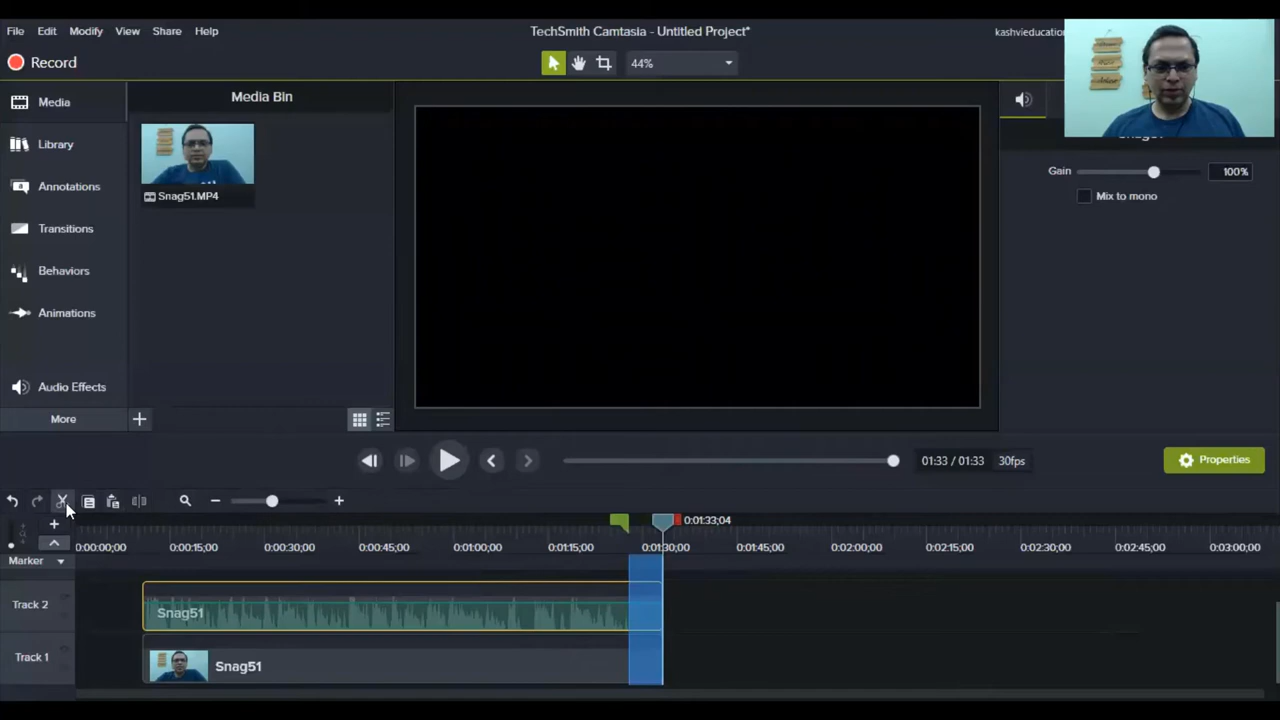 File Edit Modify View Share Help
TechSmith Camtasia - Untitled Project*
kashvieducation
Record
44%
Media
Media Bin
Library
Snag51.MP4
Annotations
Transitions
Behaviors
Animations
Audio Effects
More
Gain 100%
Mix to mono
01:33 / 01:33 30fps
Properties
0:01:33;04
0:00:00;00 0:00:15;00 0:00:30;00 0:00:45;00 0:01:00;00 0:01:15;00 0:01:30;00 0:01:45;00 0:02:00;00 0:02:15;00 0:02:30;00 0:02:45;00 0:03:00;00
Marker
Track 2
Snag51
Track 1
Snag51